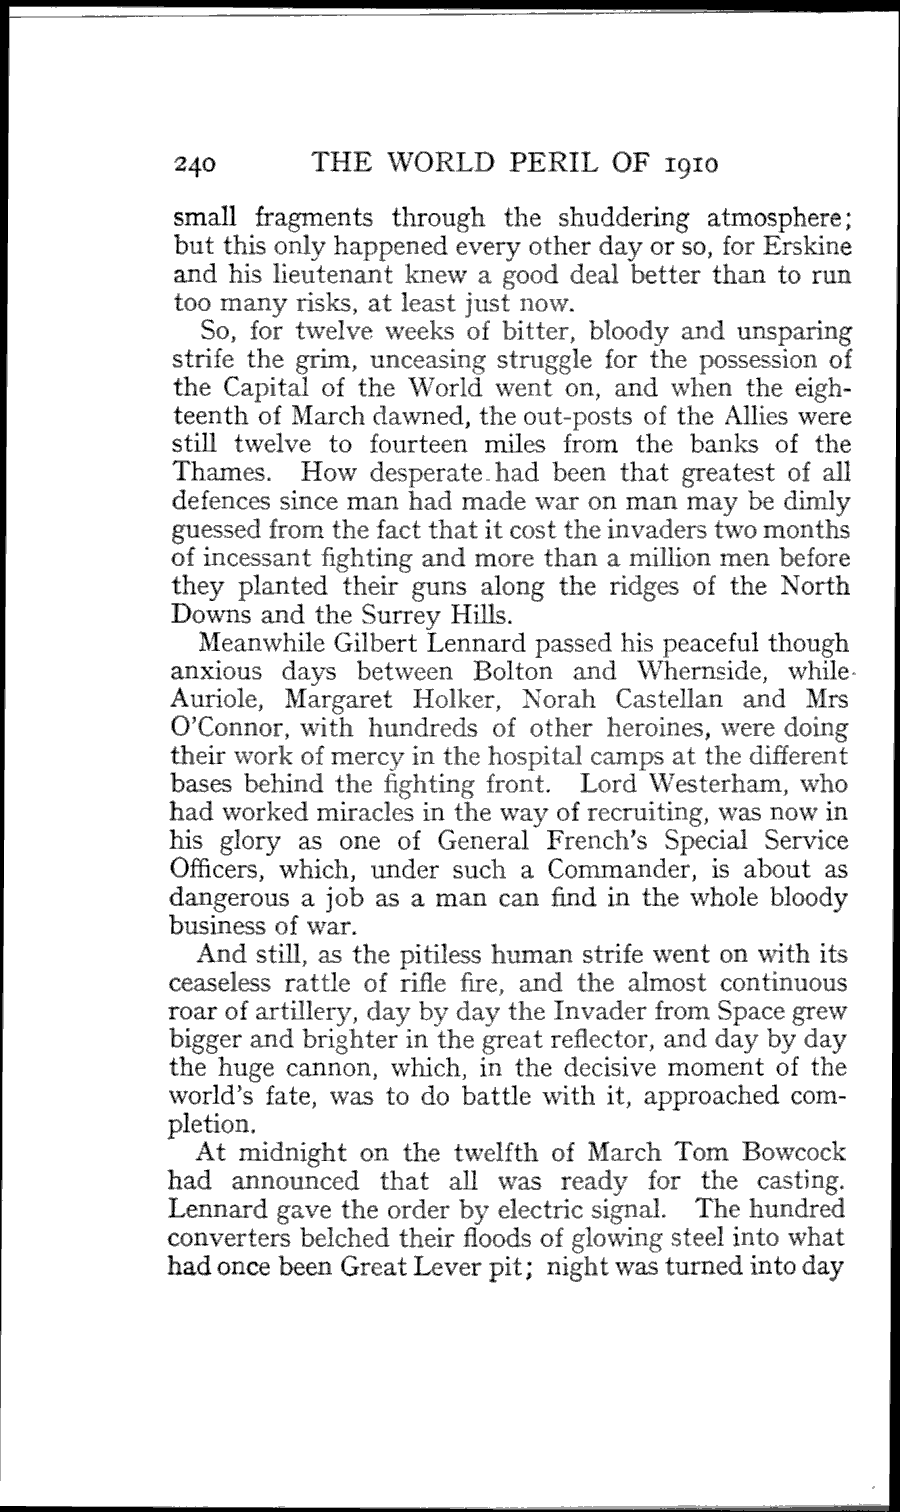 240 THE WORLD PERIL OF 1910
small fragments through the shuddering atmosphere;
but this only happened every other day or so, for Erskine
and his lieutenant knew a good deal better than to run
too many risks, at least just now.
So, for twelve weeks of bitter, bloody and unsparing
strife the grim, unceasing struggle for the possession of
the Capital of the World went on, and when the eigh-
teenth of March dawned, the out-posts of the Allies were
still twelve to fourteen miles from the banks of the
Thames. How desperate had been that greatest of all
defences since man had made war on man may be dimly
guessed from the fact that it cost the invaders two months
of incessant fighting and more than a million men before
they planted their guns along the ridges of the North
Downs and the Surrey Hills.
Meanwhile Gilbert Lennard passed his peaceful though
anxious days between Bolton and Whernside, while
Auriole, Margaret Holker, Norah Castellan and Mrs
O'Connor, with hundreds of other heroines, were doing
their work of mercy in the hospital camps at the different
bases behind the fighting front. Lord Westerham, who
had worked miracles in the way of recruiting, was now in
his glory as one of General French's Special Service
Officers, which, under such a Commander, is about as
dangerous a job as a man can find in the whole bloody
business of war.
And still, as the pitiless human strife went on with its
ceaseless rattle of rifle fire, and the almost continuous
roar of artillery, day by day the Invader from Space grew
bigger and brighter in the great reflector, and day by day
the huge cannon, which, in the decisive moment of the
world's fate, was to do battle with it, approached com-
pletion.
At midnight on the twelfth of March Tom Bowcock
had announced that all was ready for the casting.
Lennard gave the order by electric signal. The hundred
converters belched their floods of glowing steel into what
had once been Great Lever pit; night was turned into day